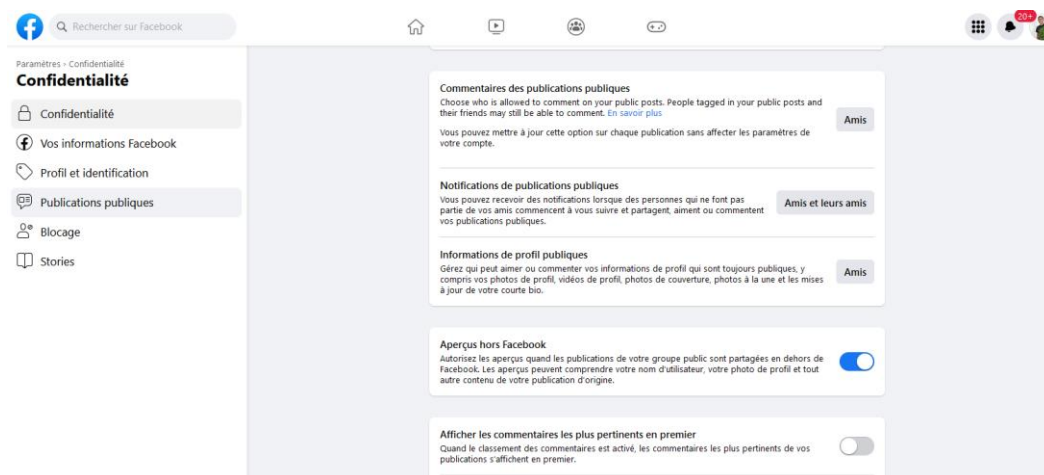 Rechercher sur Facebook
20+
Paramètres › Confidentialité
Confidentialité
Confidentialité
Vos informations Facebook
Profil et identification
Publications publiques
Blocage
Stories
Commentaires des publications publiques
Choose who is allowed to comment on your public posts. People tagged in your public posts and
their friends may still be able to comment. En savoir plus
Amis
Vous pouvez mettre à jour cette option sur chaque publication sans affecter les paramètres de
votre compte.
Notifications de publications publiques
Vous pouvez recevoir des notifications lorsque des personnes qui ne font pas
partie de vos amis commencent à vous suivre et partagent, aiment ou commentent
vos publications publiques.
Amis et leurs amis
Informations de profil publiques
Gérez qui peut aimer ou commenter vos informations de profil qui sont toujours publiques, y
compris vos photos de profil, vidéos de profil, photos de couverture, photos à la une et les mises
à jour de votre courte bio.
Amis
Aperçus hors Facebook
Autorisez les aperçus quand les publications de votre groupe public sont partagées en dehors de
Facebook. Les aperçus peuvent comprendre votre nom d'utilisateur, votre photo de profil et tout
autre contenu de votre publication d'origine.
Afficher les commentaires les plus pertinents en premier
Quand le classement des commentaires est activé, les commentaires les plus pertinents de vos
publications s'affichent en premier.